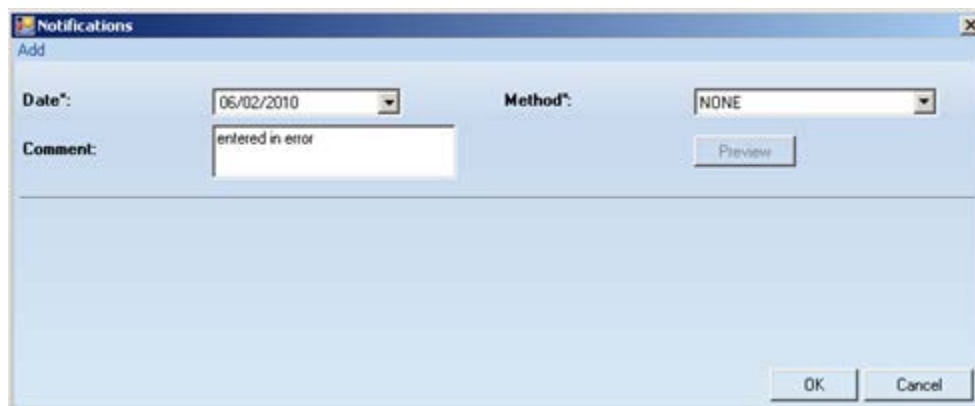 Notifications
Add
Date*: 06/02/2010 Method*: NONE
Comment: entered in error Preview
OK Cancel